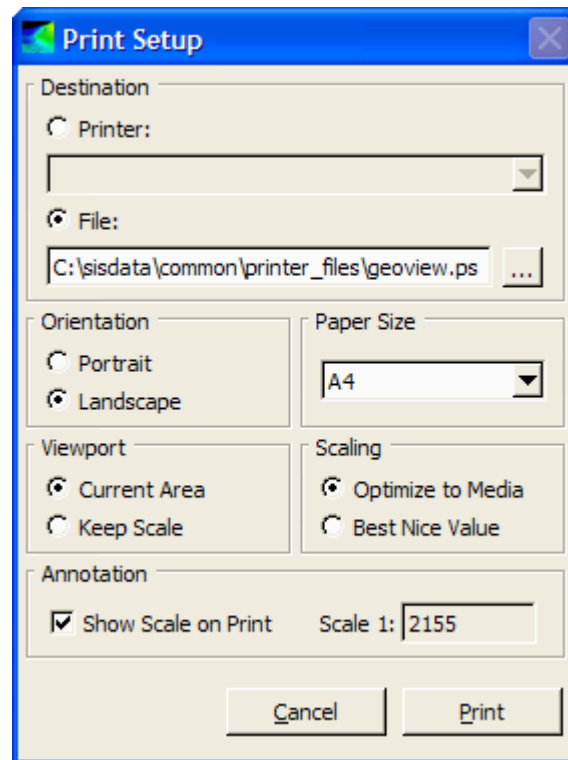 Print Setup
Destination
Printer:
File:
C:\sisdata\common\printer_files\geoview.ps ...
Orientation
Portrait
Landscape
Paper Size
A4
Viewport
Current Area
Keep Scale
Scaling
Optimize to Media
Best Nice Value
Annotation
Show Scale on Print Scale 1: 2155
Cancel Print